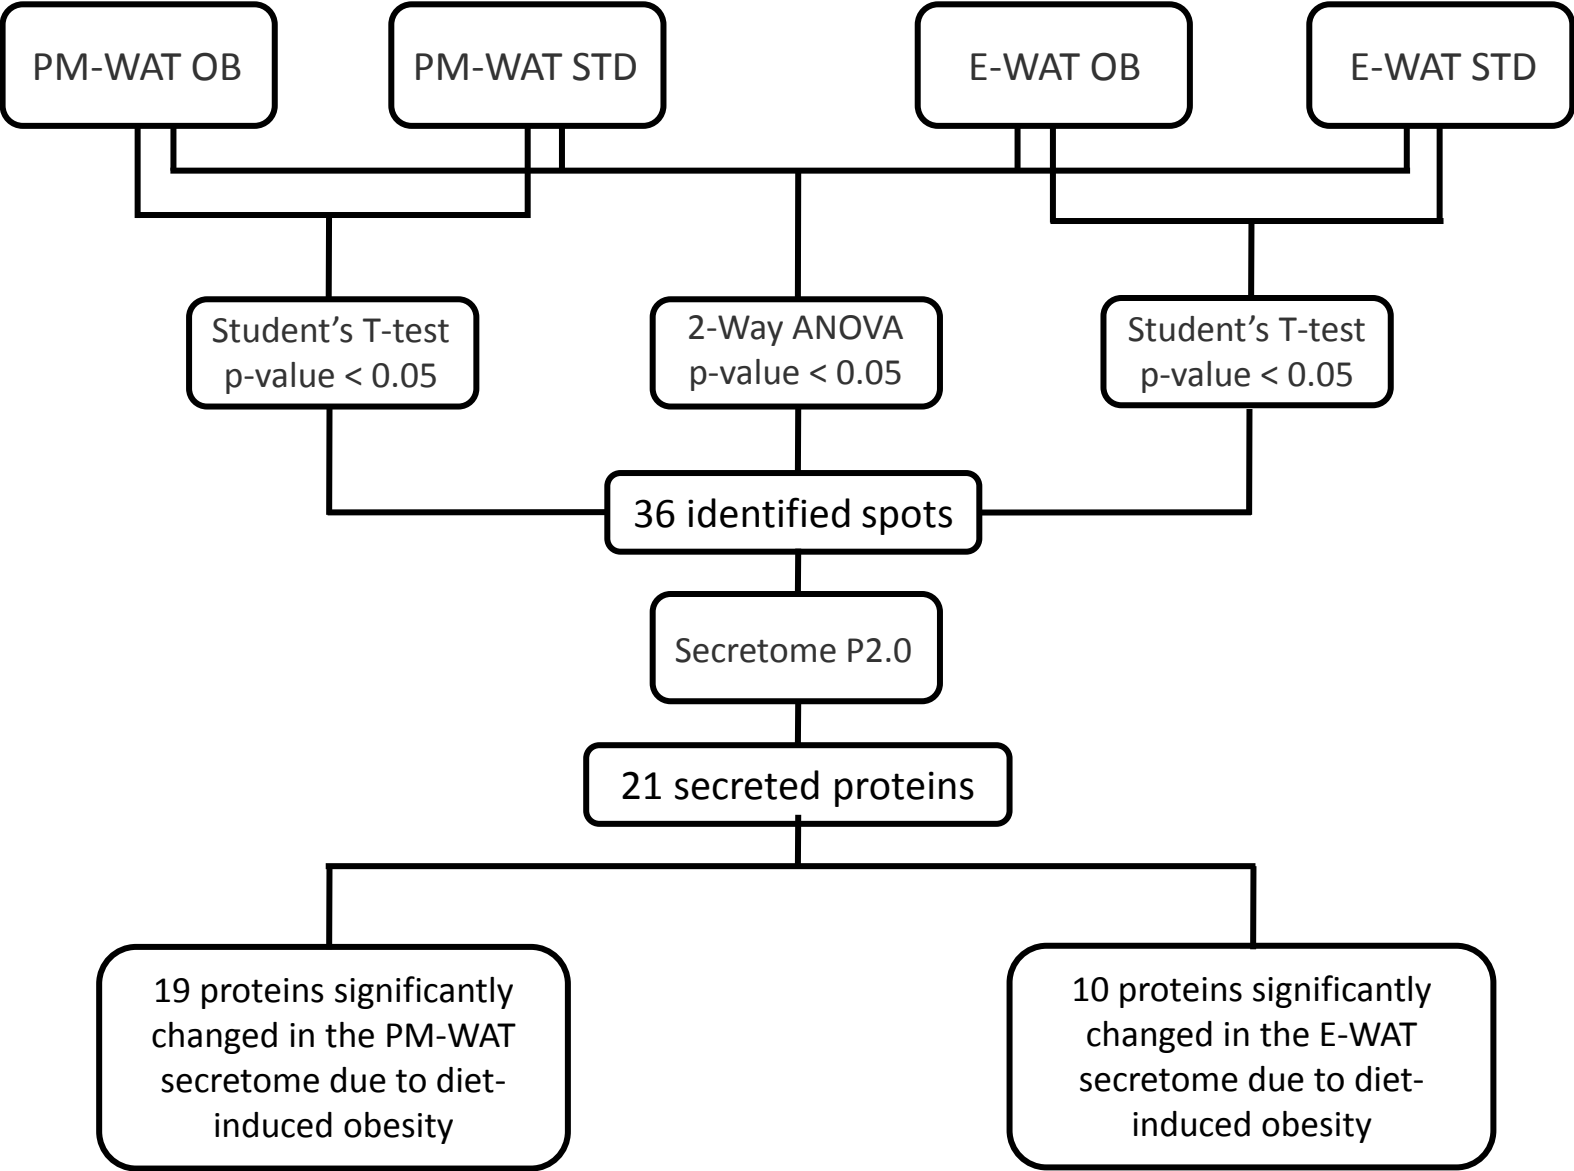 PM-WAT OB
PM-WAT STD
E-WAT OB
E-WAT STD
Student’s T-test
p-value < 0.05
2-Way ANOVA
p-value < 0.05
Student’s T-test
p-value < 0.05
36 identified spots
Secretome P2.0
21 secreted proteins
19 proteins significantly
changed in the PM-WAT
secretome due to diet-
induced obesity
10 proteins significantly
changed in the E-WAT
secretome due to diet-
induced obesity